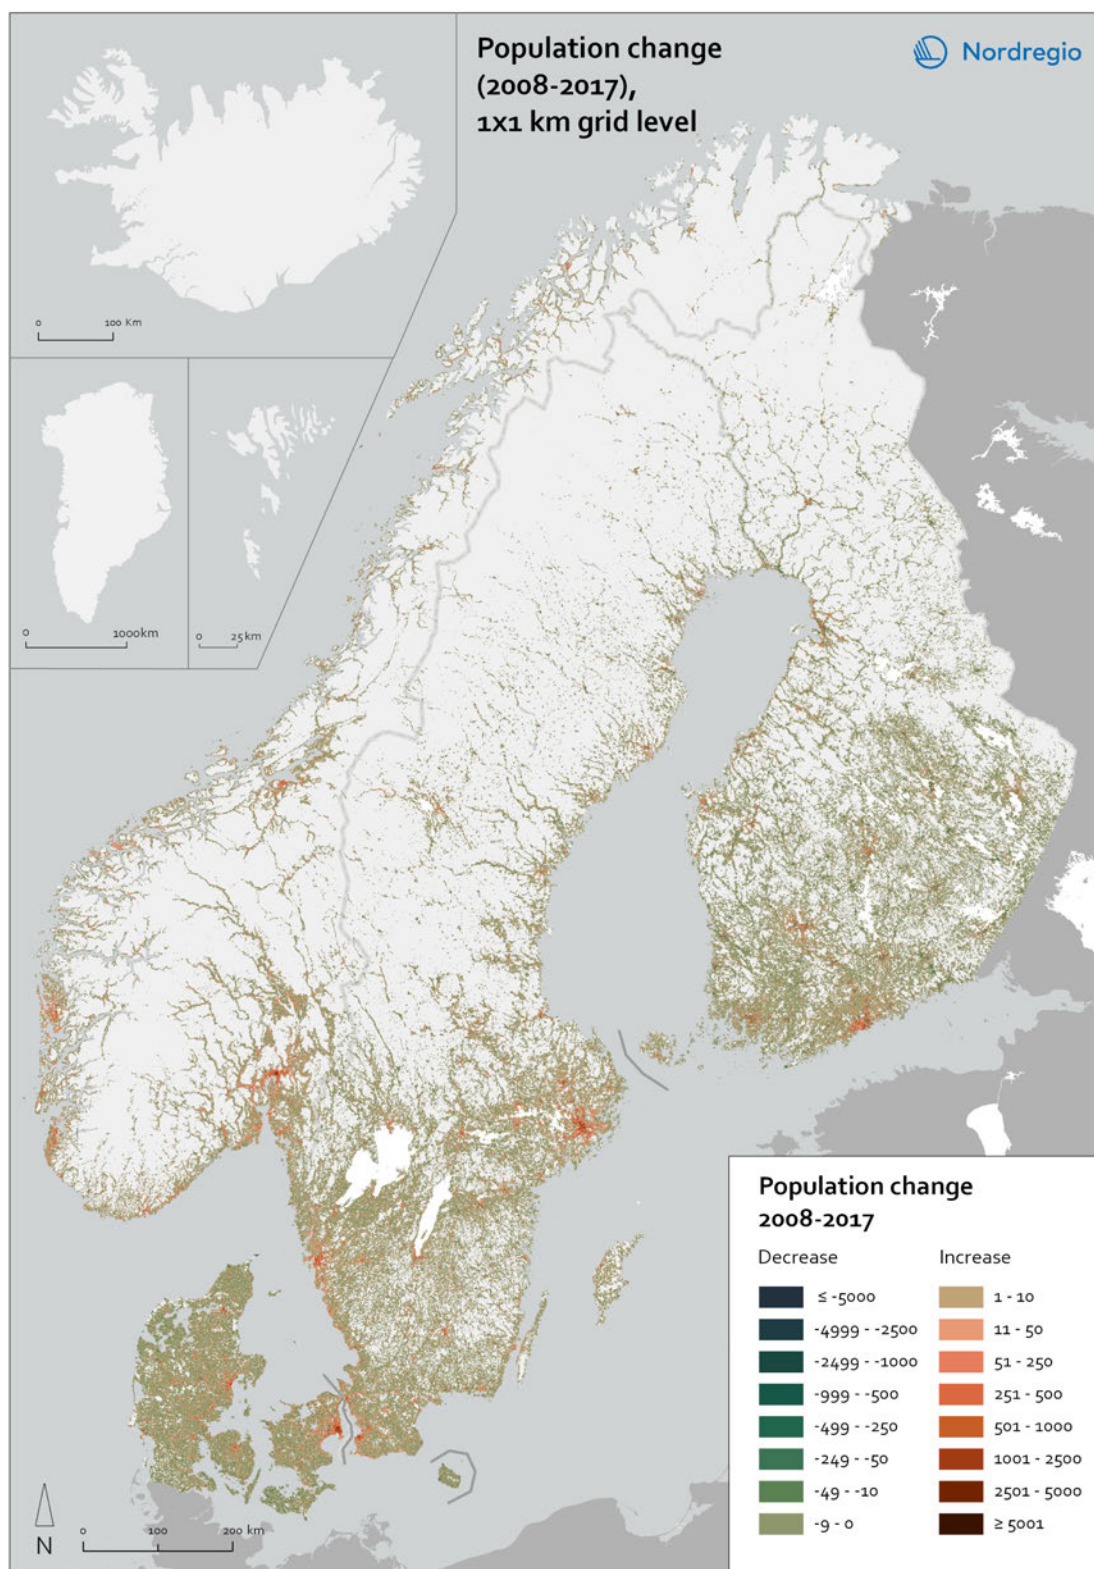 Population change
(2008-2017),
1x1 km grid level
Nordregio
0 100 Km
0 1000km
0 25 km
Population change
2008-2017
Decrease Increase
≤ -5000 1 - 10
-4999 - -2500 11 - 50
-2499 - -1000 51 - 250
-999 - -500 251 - 500
-499 - -250 501 - 1000
-249 - -50 1001 - 2500
-49 - -10 2501 - 5000
-9 - 0 ≥ 5001
N
0 100 200 km